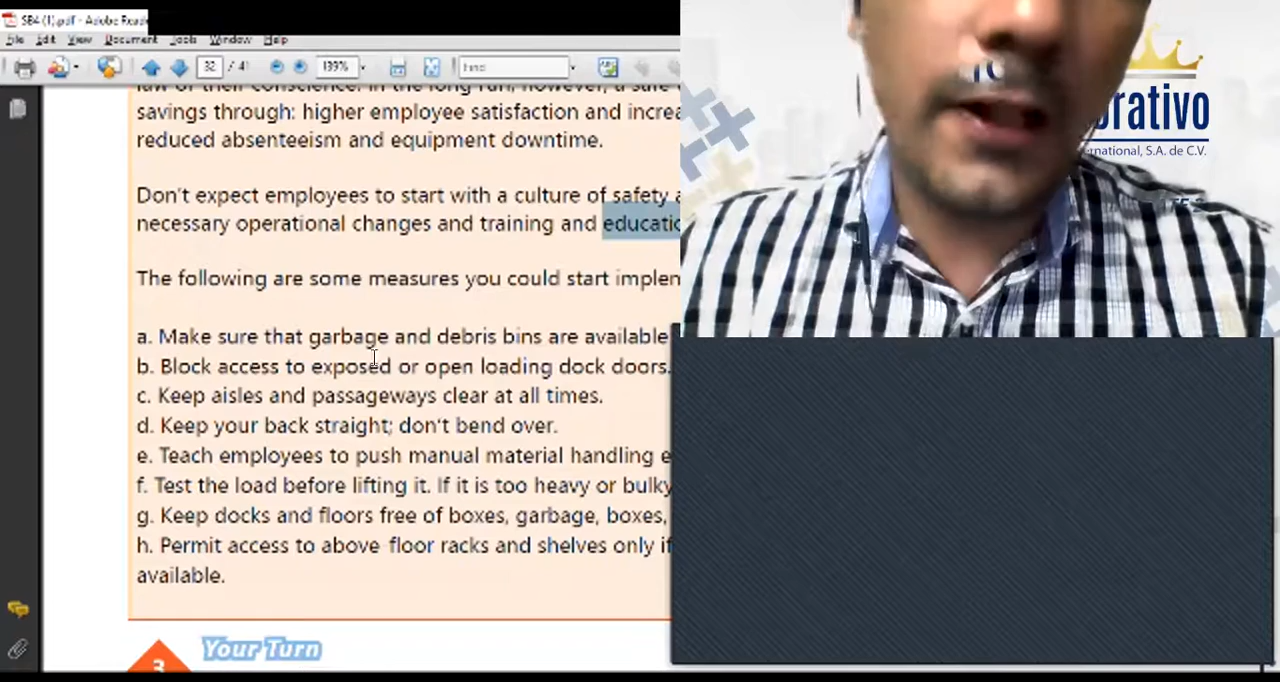 SB4 (1).pdf - Adobe Read
File Edit View Document Tools Window Help
32 / 41 139% Find
savings through: higher employee satisfaction and increa
reduced absenteeism and equipment downtime.
Don't expect employees to start with a culture of safety a
necessary operational changes and training and educatio
The following are some measures you could start implem
a. Make sure that garbage and debris bins are available
b. Block access to exposed or open loading dock doors.
c. Keep aisles and passageways clear at all times.
d. Keep your back straight; don't bend over.
e. Teach employees to push manual material handling e
f. Test the load before lifting it. If it is too heavy or bulky
g. Keep docks and floors free of boxes, garbage, boxes,
h. Permit access to above floor racks and shelves only if
available.
3 Your Turn
orativo
rnational, S.A. de C.V.